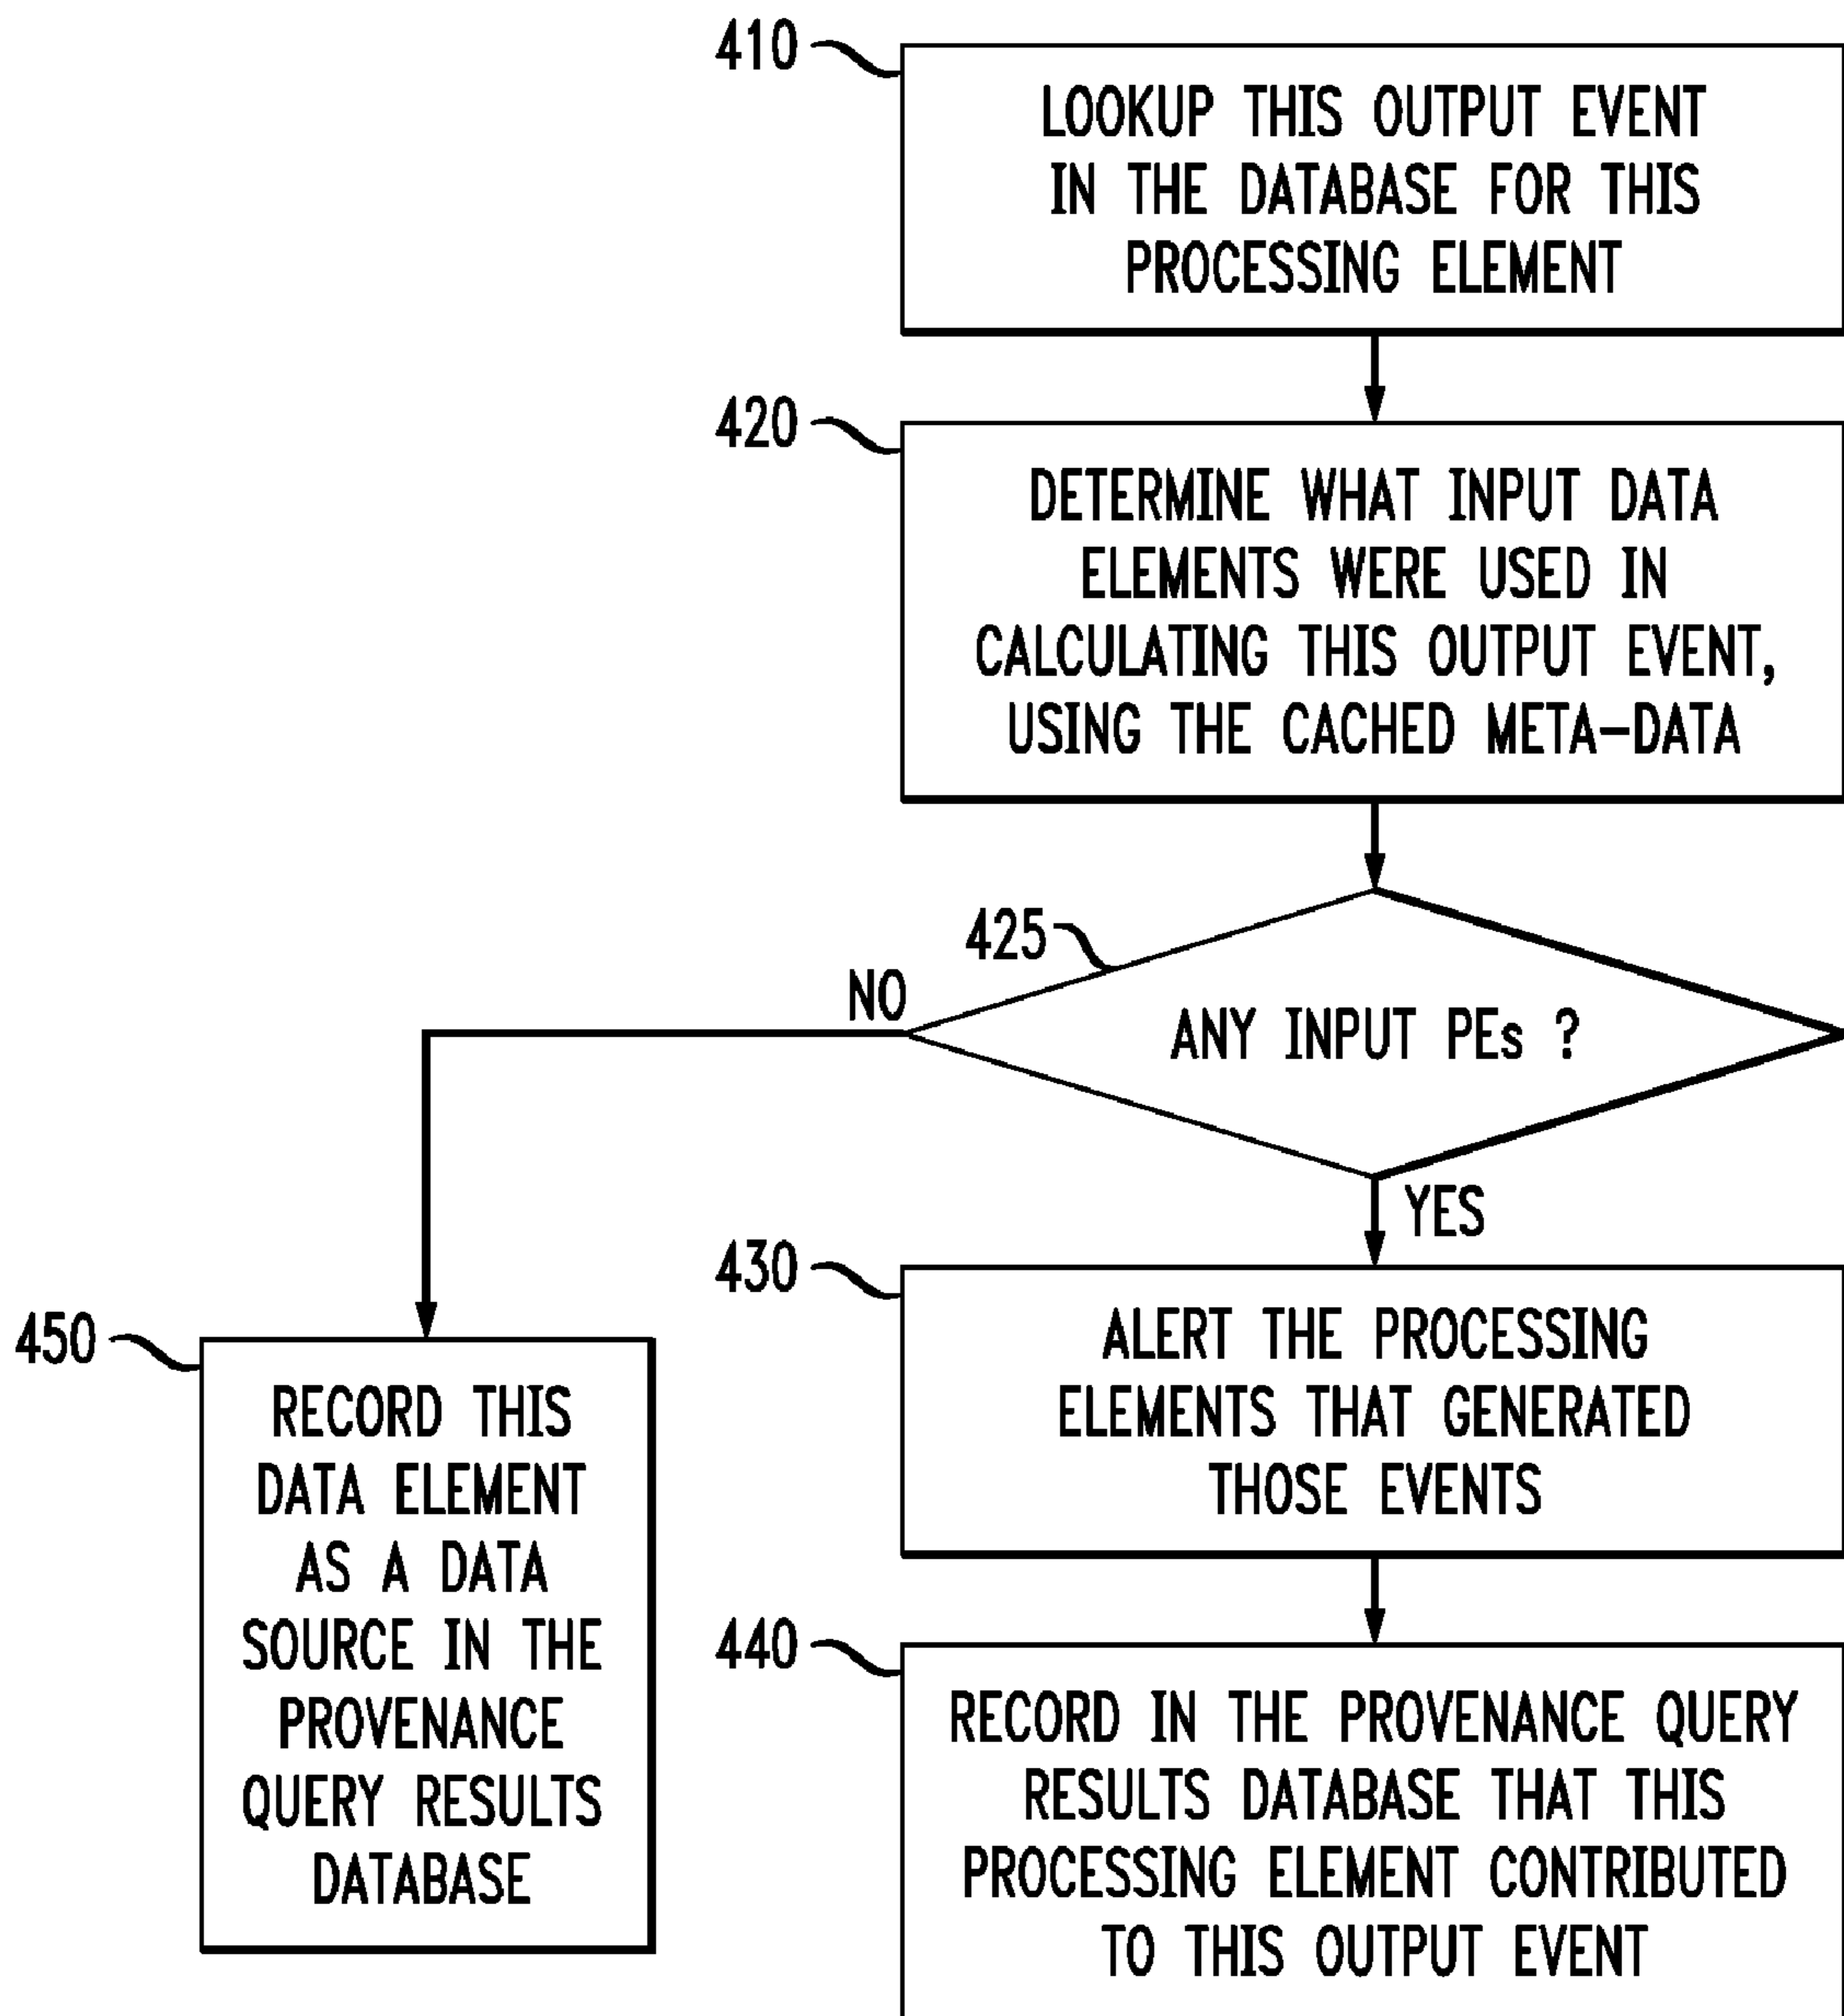 410
LOOKUP THIS OUTPUT EVENT
IN THE DATABASE FOR THIS
PROCESSING ELEMENT
420
DETERMINE WHAT INPUT DATA
ELEMENTS WERE USED IN
CALCULATING THIS OUTPUT EVENT,
USING THE CACHED META-DATA
425
NO
ANY INPUT PEs ?
YES
430
ALERT THE PROCESSING
ELEMENTS THAT GENERATED
THOSE EVENTS
450
RECORD THIS
DATA ELEMENT
AS A DATA
SOURCE IN THE
PROVENANCE
QUERY RESULTS
DATABASE
440
RECORD IN THE PROVENANCE QUERY
RESULTS DATABASE THAT THIS
PROCESSING ELEMENT CONTRIBUTED
TO THIS OUTPUT EVENT